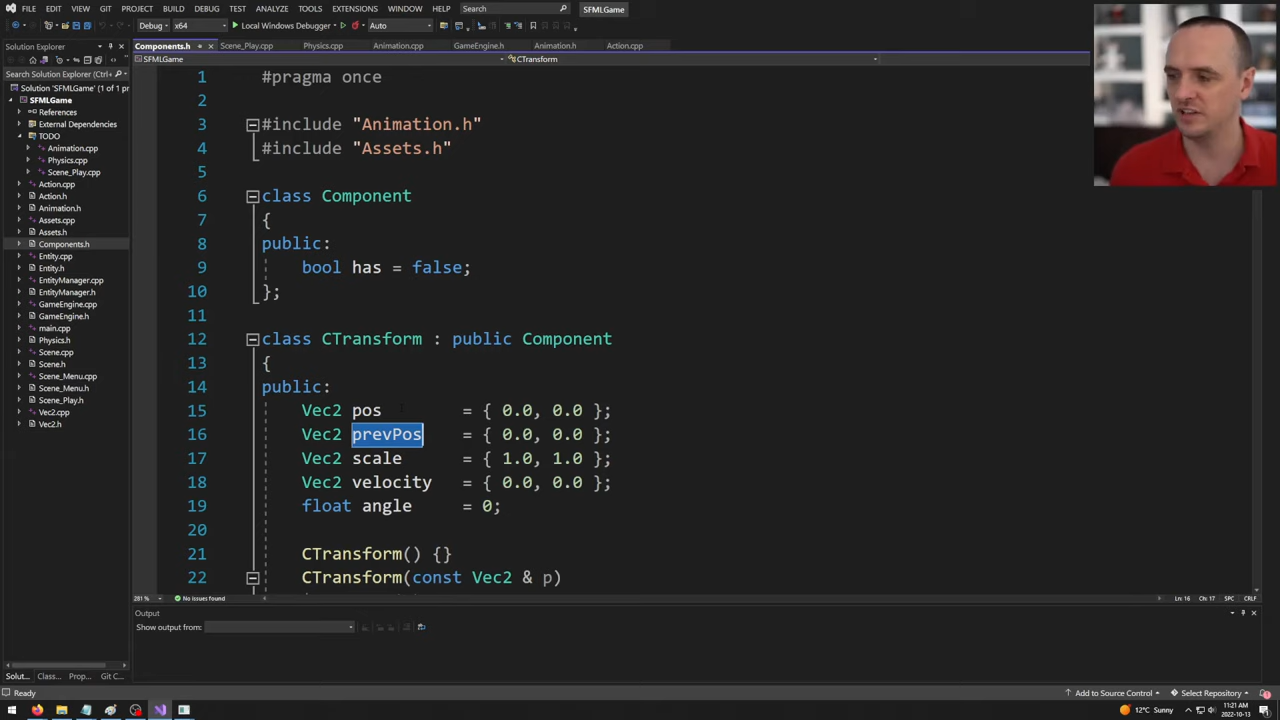 FILE EDIT VIEW GIT PROJECT BUILD DEBUG TEST ANALYZE TOOLS EXTENSIONS WINDOW HELP Search SFMLGame
Debug x64 Local Windows Debugger Auto
Solution Explorer
Components.h Scene_Play.cpp Physics.cpp Animation.cpp GameEngine.h Animation.h Action.cpp
SFMLGame CTransform
Search Solution Explorer (Ctrl+
Solution 'SFMLGame' (1 of 1 pr
SFMLGame
References
External Dependencies
TODO
Animation.cpp
Physics.cpp
Scene_Play.cpp
Action.cpp
Action.h
Animation.h
Assets.cpp
Assets.h
Components.h
Entity.cpp
Entity.h
EntityManager.cpp
EntityManager.h
GameEngine.cpp
GameEngine.h
main.cpp
Physics.h
Scene.cpp
Scene.h
Scene_Menu.cpp
Scene_Menu.h
Scene_Play.h
Vec2.cpp
Vec2.h
1 #pragma once
2
3 #include "Animation.h"
4 #include "Assets.h"
5
6 class Component
7 {
8 public:
9 bool has = false;
10 };
11
12 class CTransform : public Component
13 {
14 public:
15 Vec2 pos = { 0.0, 0.0 };
16 Vec2 prevPos = { 0.0, 0.0 };
17 Vec2 scale = { 1.0, 1.0 };
18 Vec2 velocity = { 0.0, 0.0 };
19 float angle = 0;
20
21 CTransform() {}
22 CTransform(const Vec2 & p)
281 % No issues found Ln: 16 Ch: 17 SPC CRLF
Output
Show output from:
Solut... Class... Prop... Git C...
Ready Add to Source Control Select Repository
12°C Sunny 11:21 AM
2022-10-13